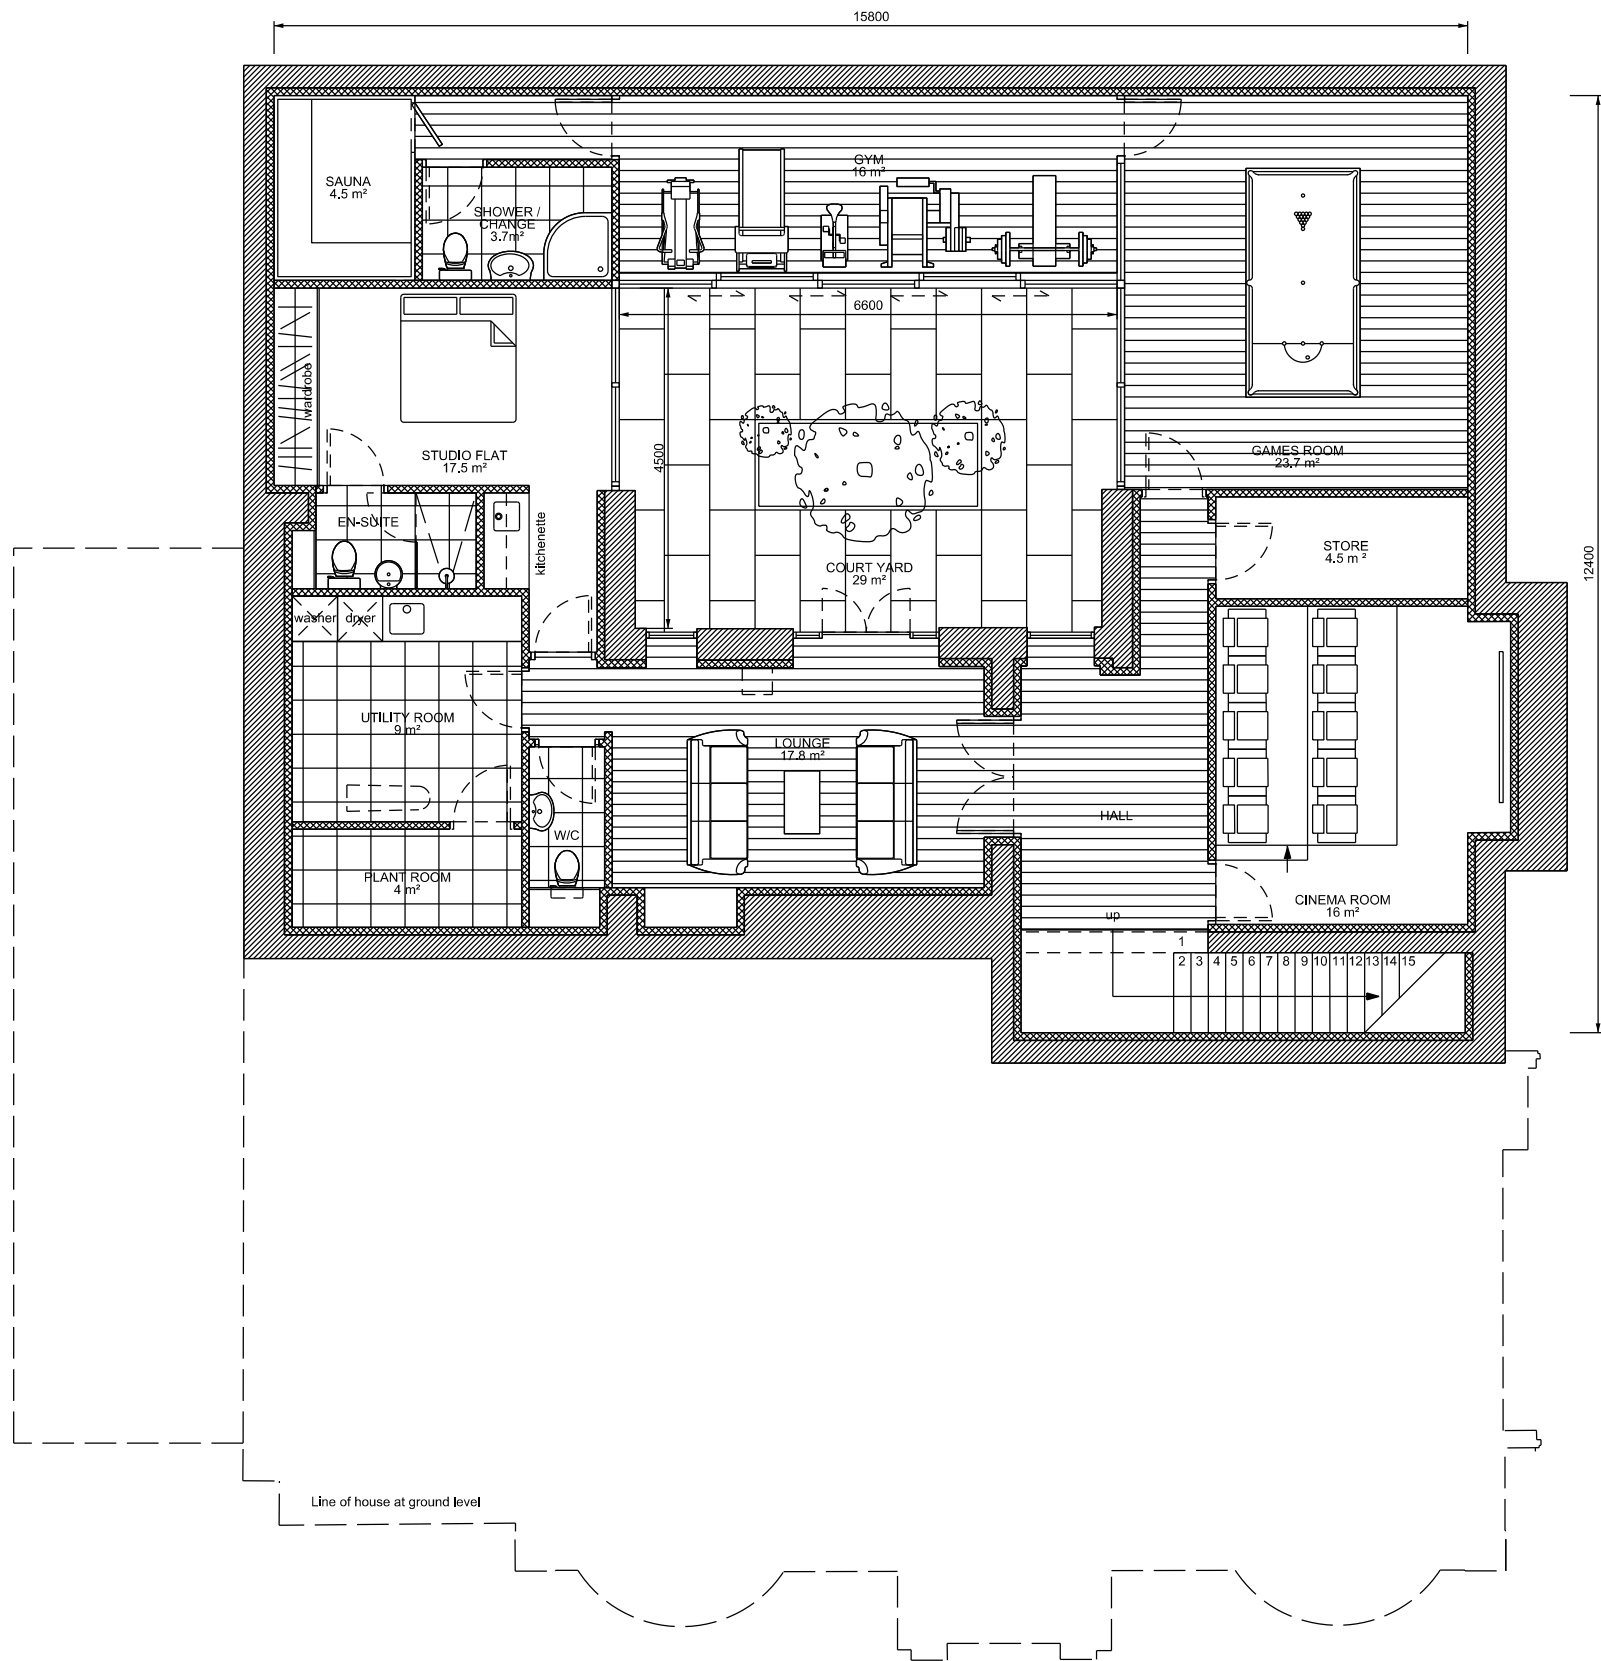 15800
GYM
16 m²
SAUNA
4.5 m²
SHOWER /
CHANGE
3.7m²
6600
wardrobe
4500
STUDIO FLAT
17.5 m²
GAMES ROOM
23.7 m²
EN-SUITE
kitchenette
COURT YARD
29 m²
STORE
4.5 m ²
12400
washer
dryer
UTILITY ROOM
9 m²
LOUNGE
17.8 m²
HALL
W/C
PLANT ROOM
4 m²
CINEMA ROOM
16 m²
up
1
2 3 4 5 6 7 8 9 10 11 12 13 14 15
Line of house at ground level